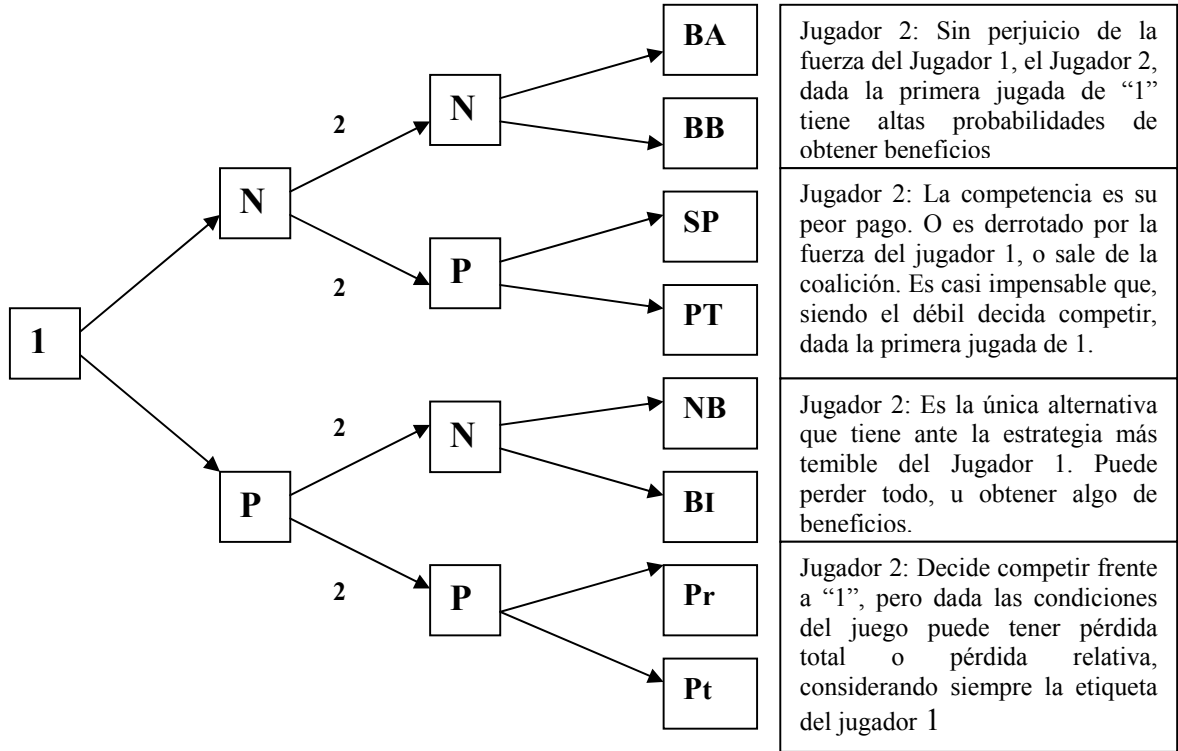 BA
BB
SP
PT
NB
BI
Pr
Pt
N
P
N
P
2
2
2
2
N
P
1
Jugador 2: Sin perjuicio de la
fuerza del Jugador 1, el Jugador 2,
dada la primera jugada de “1”
tiene altas probabilidades de
obtener beneficios
Jugador 2: La competencia es su
peor pago. O es derrotado por la
fuerza del jugador 1, o sale de la
coalición. Es casi impensable que,
siendo el débil decida competir,
dada la primera jugada de 1.
Jugador 2: Es la única alternativa
que tiene ante la estrategia más
temible del Jugador 1. Puede
perder todo, u obtener algo de
beneficios.
Jugador 2: Decide competir frente
a “1”, pero dada las condiciones
del juego puede tener pérdida
total o pérdida relativa,
considerando siempre la etiqueta
del jugador 1